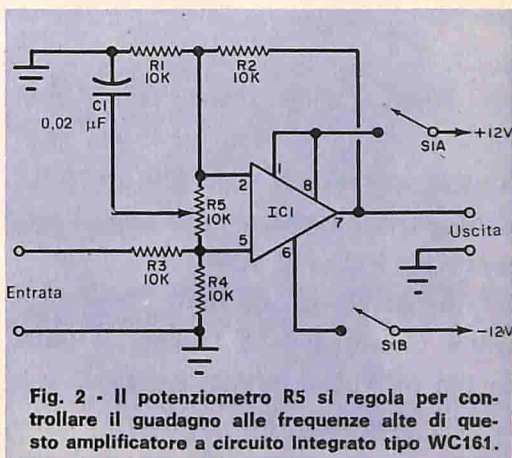 R1
10K
R2
10K
C1
0,02 µF
S1A
+12V
1
2
8
R5
10K
IC1
7
5
6
R3
10K
R4
10K
Entrata
Uscita
S1B
-12V
Fig. 2 - Il potenziometro R5 si regola per con-
trollare il guadagno alle frequenze alte di que-
sto amplificatore a circuito integrato tipo WC161.